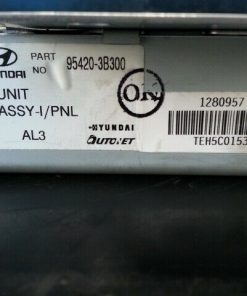 PART
NO 95420-3B300
HYUNDAI
UNIT
ASSY-I/PNL
AL3
OK
HYUNDAI
AUTONET
1280957
TEH5C0153